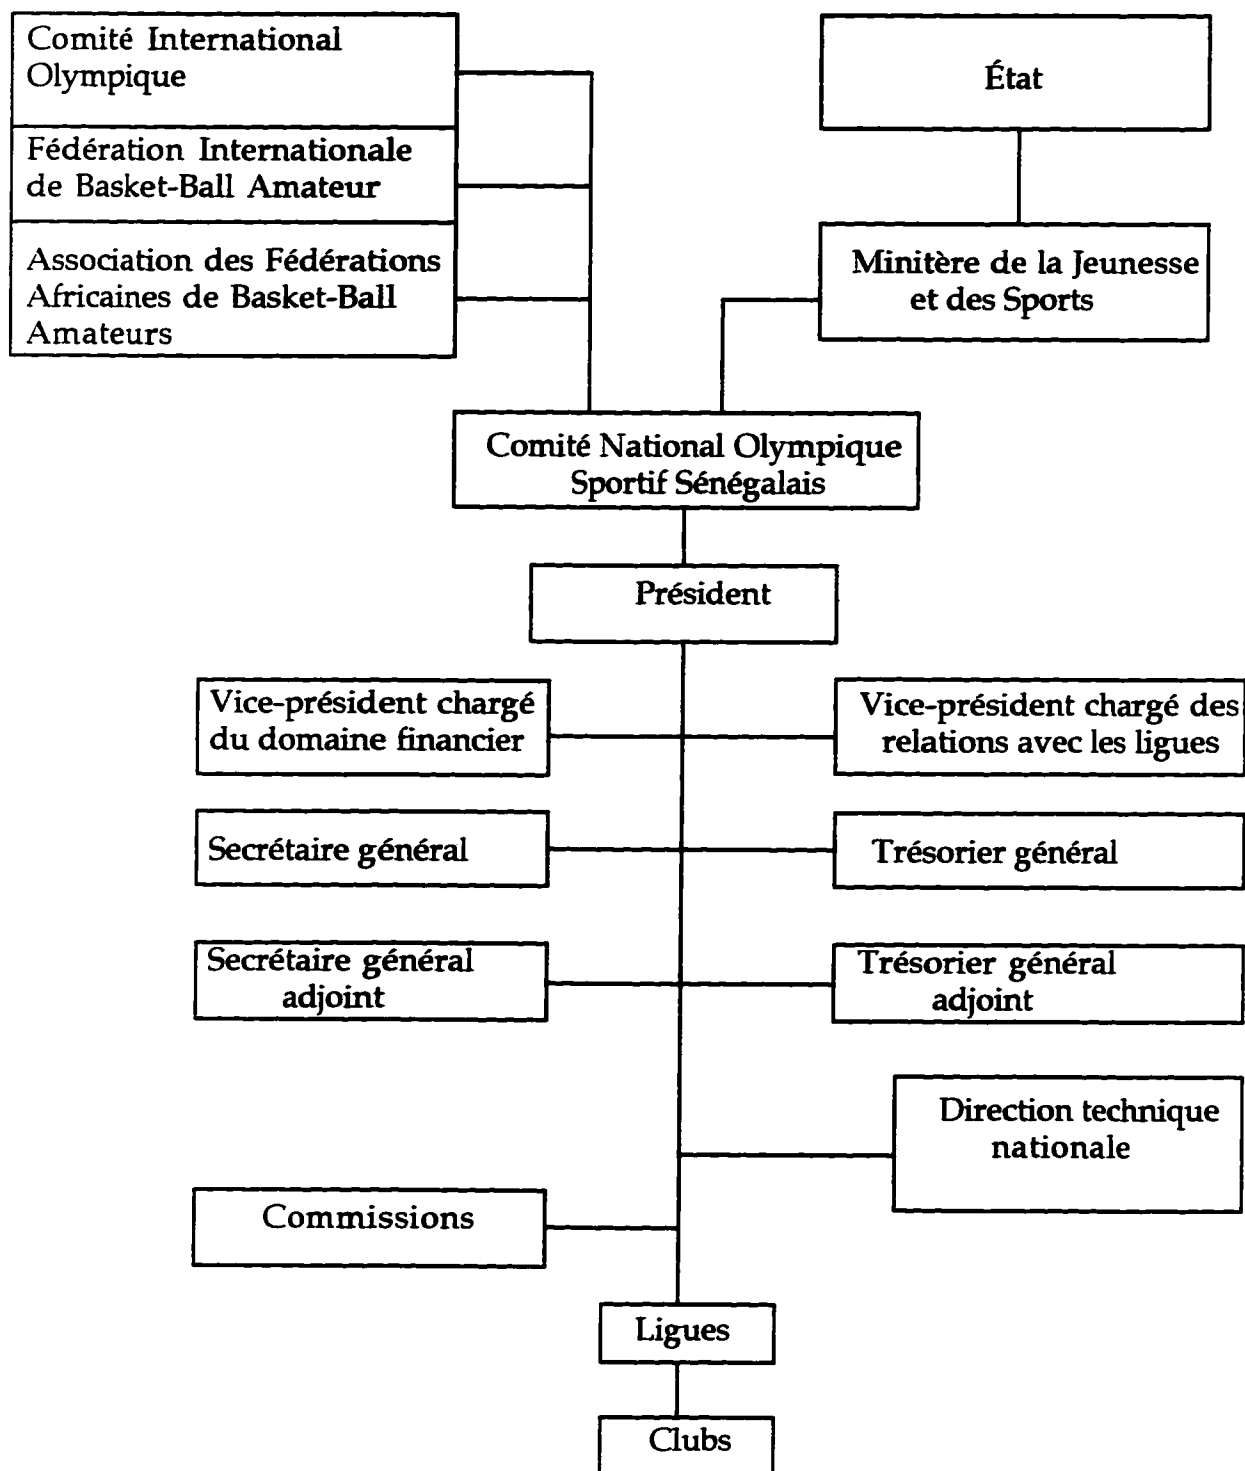 Comité International
Olympique
Fédération Internationale
de Basket-Ball Amateur
Association des Fédérations
Africaines de Basket-Ball
Amateurs
État
Minitère de la Jeunesse
et des Sports
Comité National Olympique
Sportif Sénégalais
Président
Vice-président chargé
du domaine financier
Vice-président chargé des
relations avec les ligues
Secrétaire général
Trésorier général
Secrétaire général
adjoint
Trésorier général
adjoint
Direction technique
nationale
Commissions
Ligues
Clubs